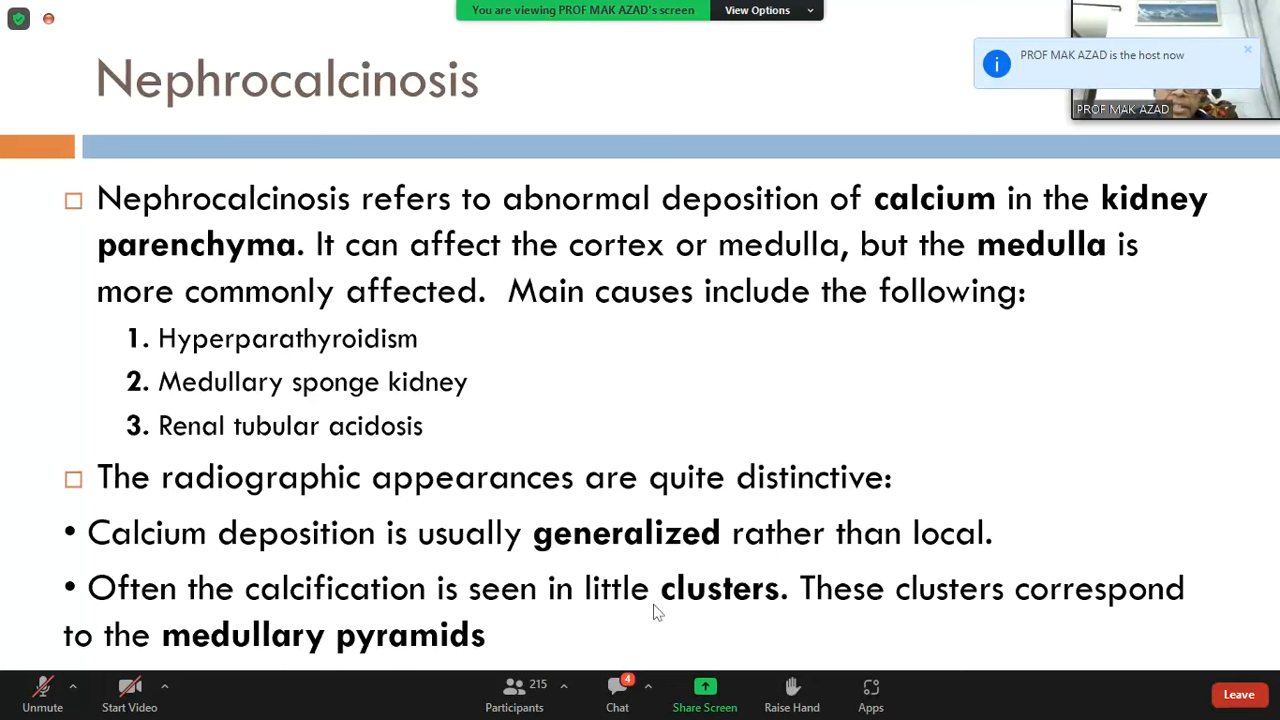 You are viewing PROF MAK AZAD's screen
View Options
PROF MAK AZAD is the host now
PROF MAK AZAD
Nephrocalcinosis
Nephrocalcinosis refers to abnormal deposition of calcium in the kidney
parenchyma. It can affect the cortex or medulla, but the medulla is
more commonly affected. Main causes include the following:
1. Hyperparathyroidism
2. Medullary sponge kidney
3. Renal tubular acidosis
The radiographic appearances are quite distinctive:
• Calcium deposition is usually generalized rather than local.
• Often the calcification is seen in little clusters. These clusters correspond
to the medullary pyramids
Unmute
Start Video
215
Participants
4
Chat
Share Screen
Raise Hand
Apps
Leave